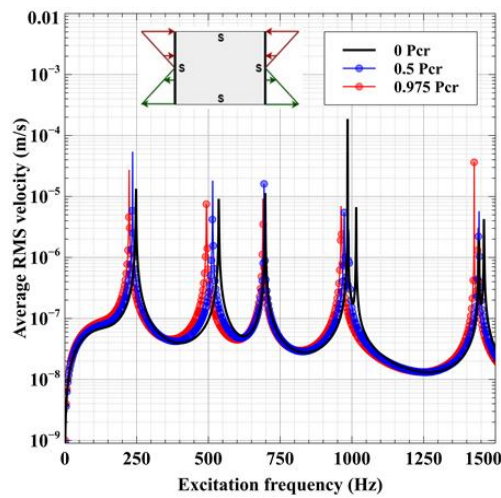 0.01
10⁻³
10⁻⁴
10⁻⁵
10⁻⁶
10⁻⁷
10⁻⁸
10⁻⁹
Average RMS velocity (m/s)
S
S
S
S
0 Pcr
0.5 Pcr
0.975 Pcr
0 250 500 750 1000 1250 1500
Excitation frequency (Hz)